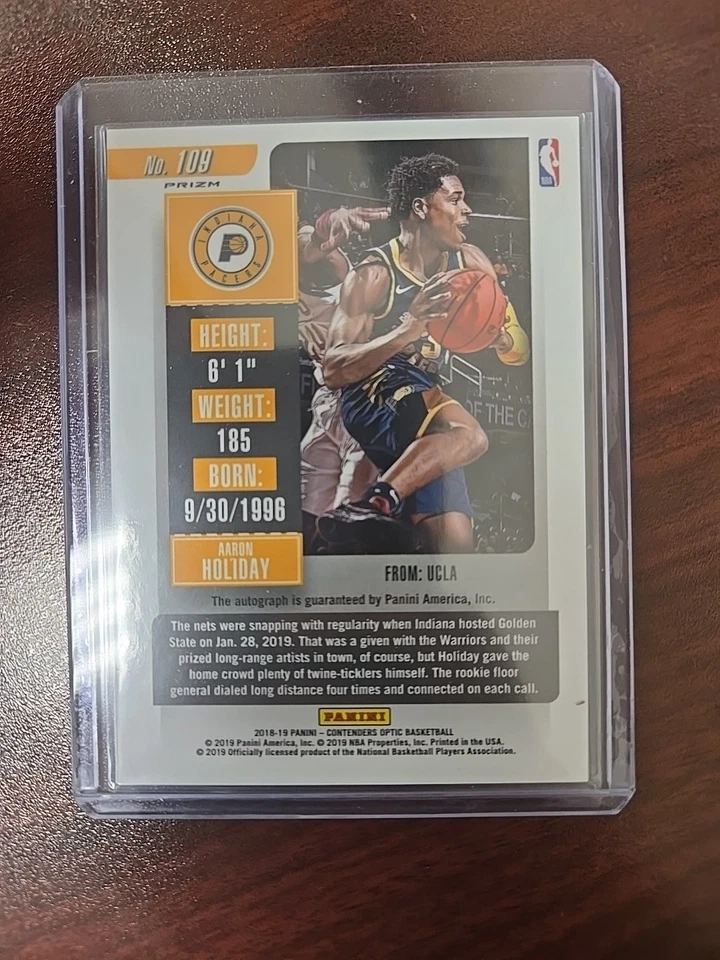 No. 109
PRIZM
NBA
INDIANA
P
PACERS
HEIGHT:
6' 1"
WEIGHT:
185
BORN:
9/30/1996
AARON
HOLIDAY
OF THE C
FROM: UCLA
The autograph is guaranteed by Panini America, Inc.
The nets were snapping with regularity when Indiana hosted Golden
State on Jan. 28, 2019. That was a given with the Warriors and their
prized long-range artists in town, of course, but Holiday gave the
home crowd plenty of twine-ticklers himself. The rookie floor
general dialed long distance four times and connected on each call.
PANINI
2018-19 PANINI – CONTENDERS OPTIC BASKETBALL
© 2019 Panini America, Inc. © 2019 NBA Properties, Inc. Printed in the USA.
© 2019 Officially licensed product of the National Basketball Players Association.